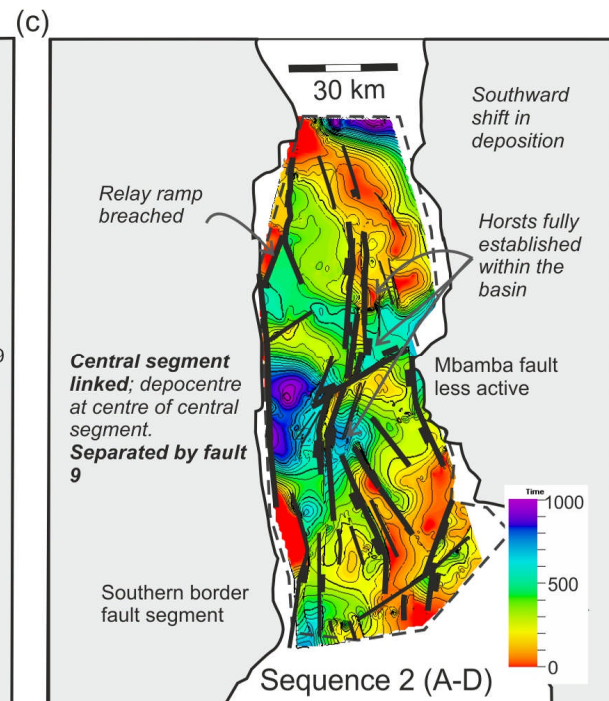 (c)
30 km
Southward
shift in
deposition
Relay ramp
breached
Horsts fully
established
within the
basin
9
Central segment
linked; depocentre
at centre of central
segment.
Separated by fault
9
Mbamba fault
less active
Time
1000
500
0
Southern border
fault segment
Sequence 2 (A-D)